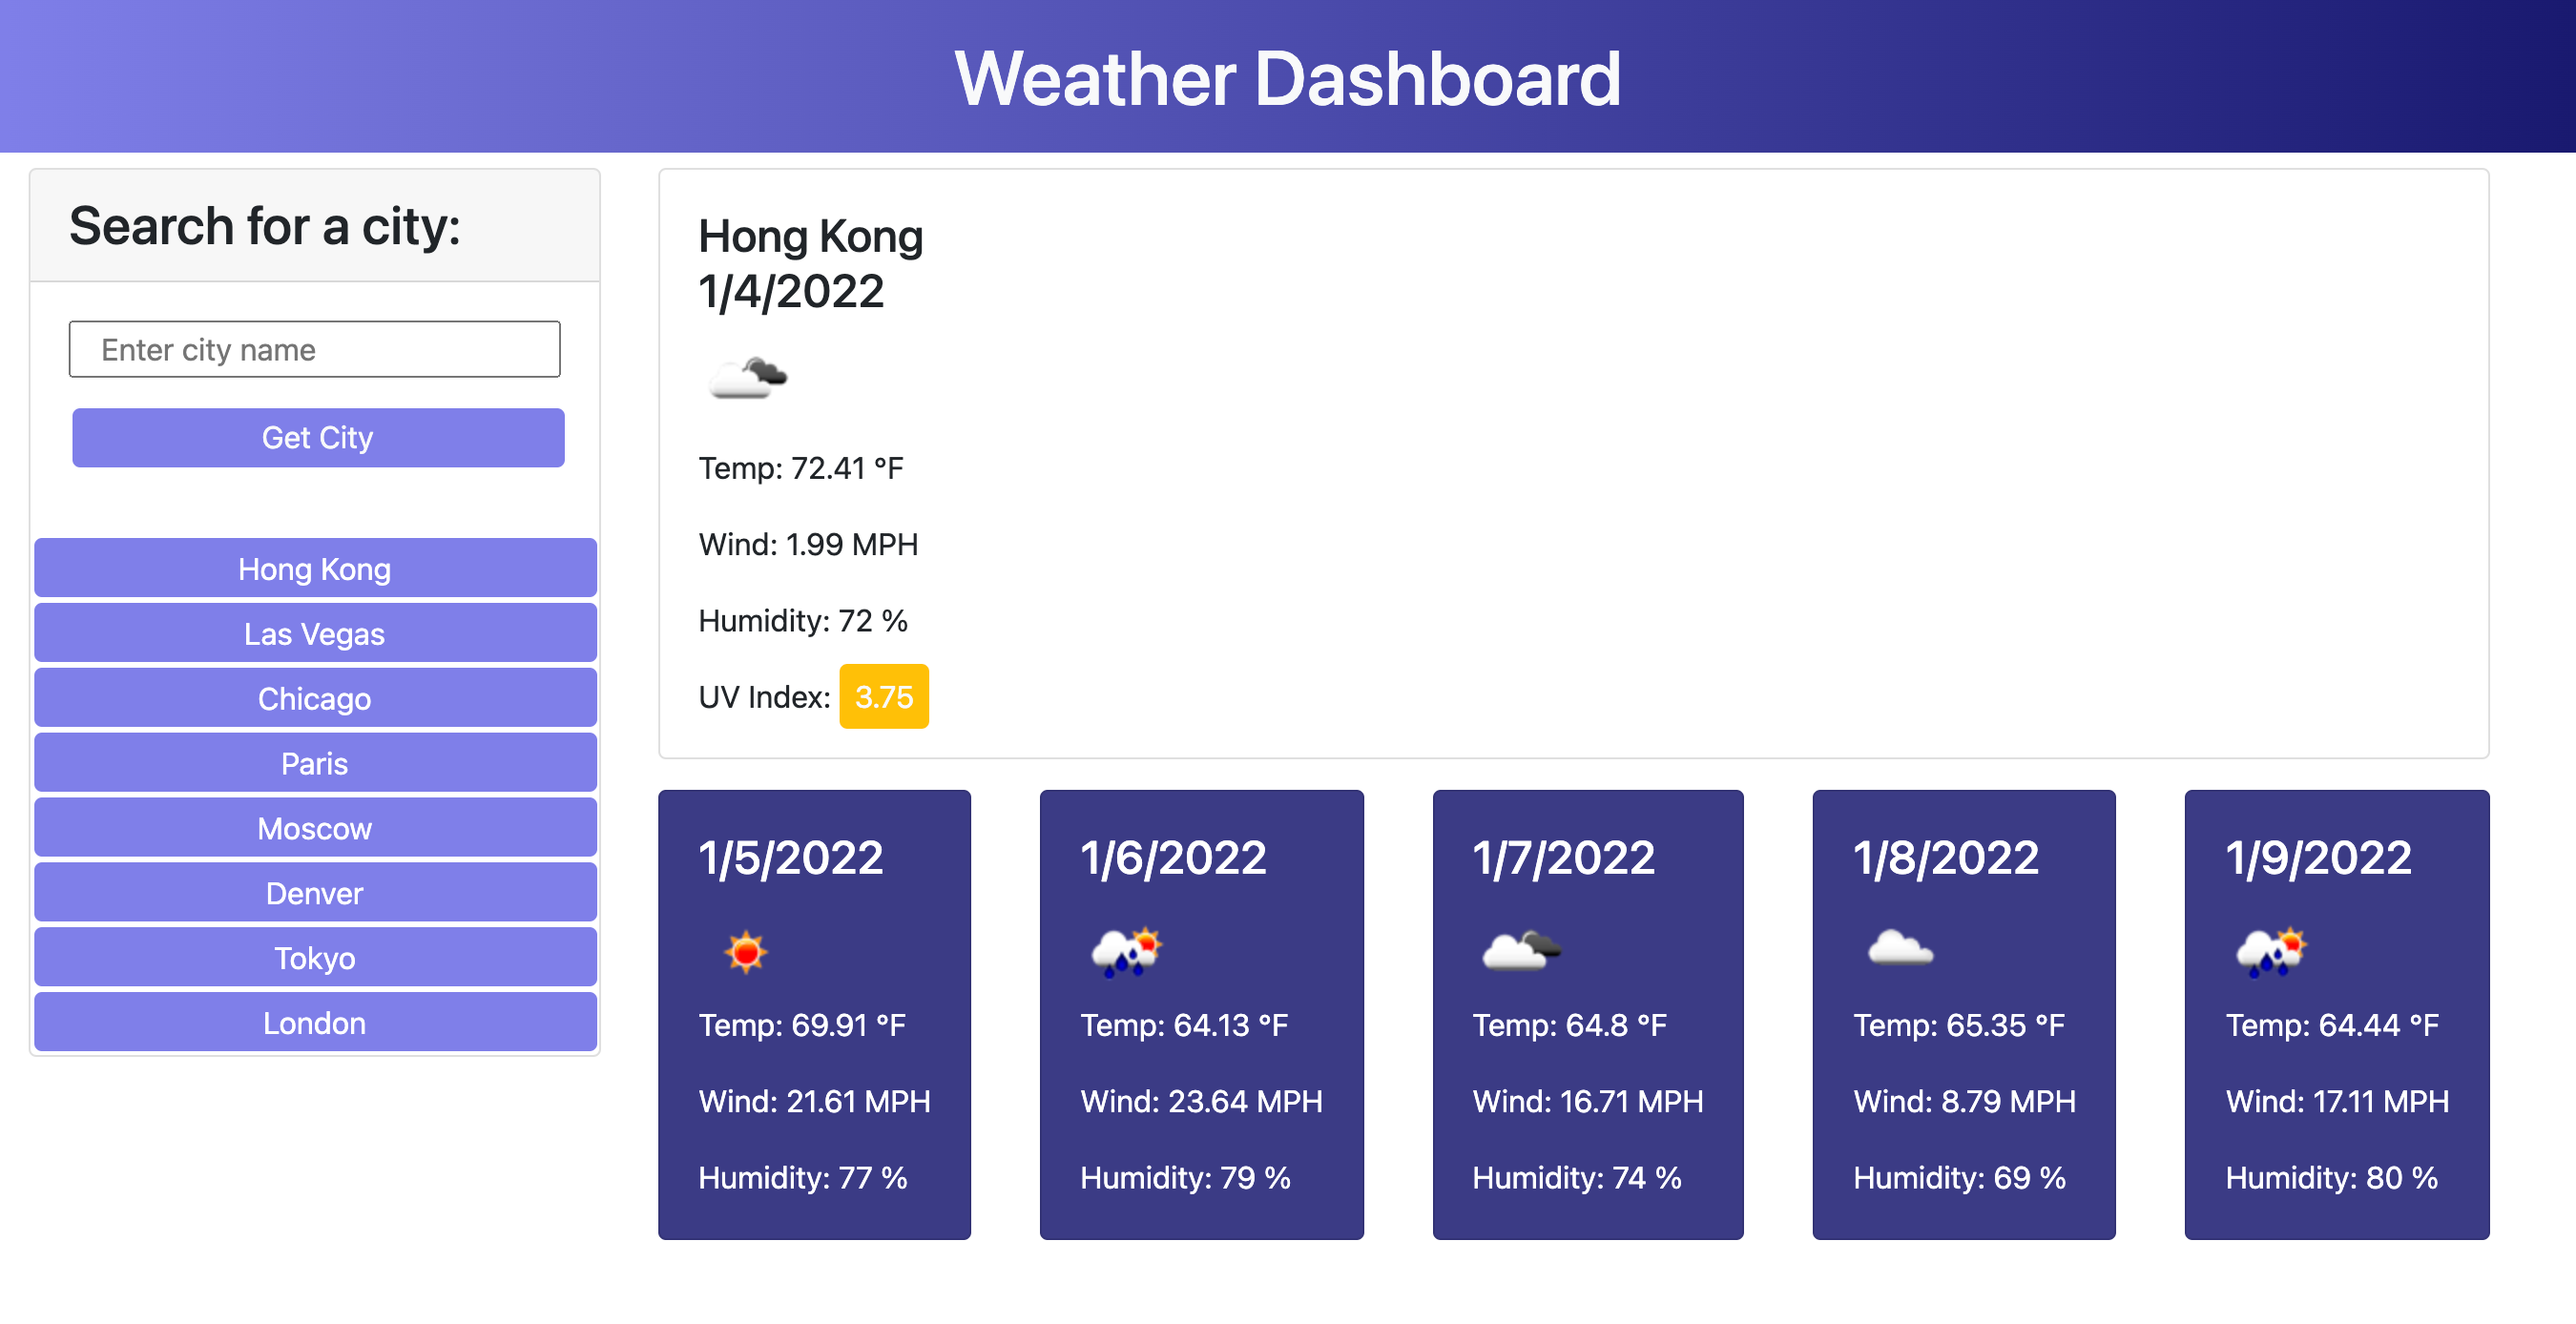 Weather Dashboard
Search for a city:
Enter city name
Get City
Hong Kong
Las Vegas
Chicago
Paris
Moscow
Denver
Tokyo
London
Hong Kong
1/4/2022
Temp: 72.41 °F
Wind: 1.99 MPH
Humidity: 72 %
UV Index: 3.75
1/5/2022
Temp: 69.91 °F
Wind: 21.61 MPH
Humidity: 77 %
1/6/2022
Temp: 64.13 °F
Wind: 23.64 MPH
Humidity: 79 %
1/7/2022
Temp: 64.8 °F
Wind: 16.71 MPH
Humidity: 74 %
1/8/2022
Temp: 65.35 °F
Wind: 8.79 MPH
Humidity: 69 %
1/9/2022
Temp: 64.44 °F
Wind: 17.11 MPH
Humidity: 80 %